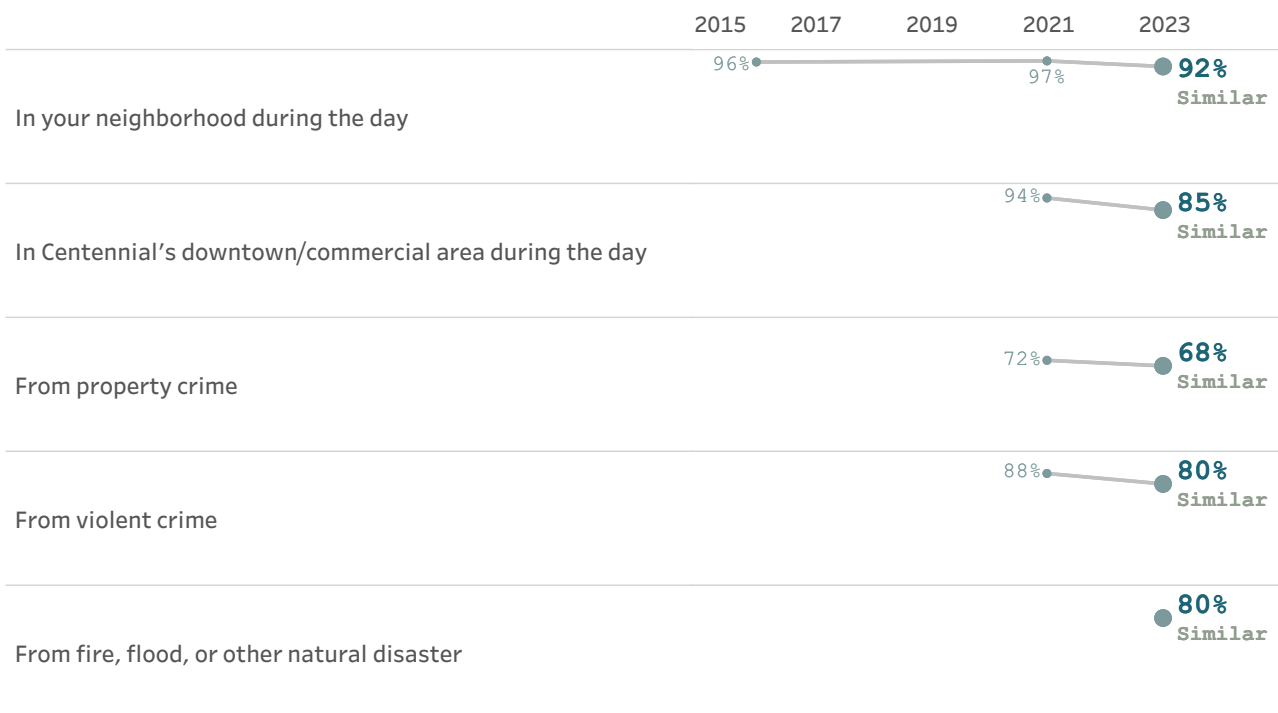 2015 2017 2019 2021 2023
96% 97% 92%
Similar
In your neighborhood during the day
94% 85%
Similar
In Centennial's downtown/commercial area during the day
72% 68%
Similar
From property crime
88% 80%
Similar
From violent crime
80%
Similar
From fire, flood, or other natural disaster